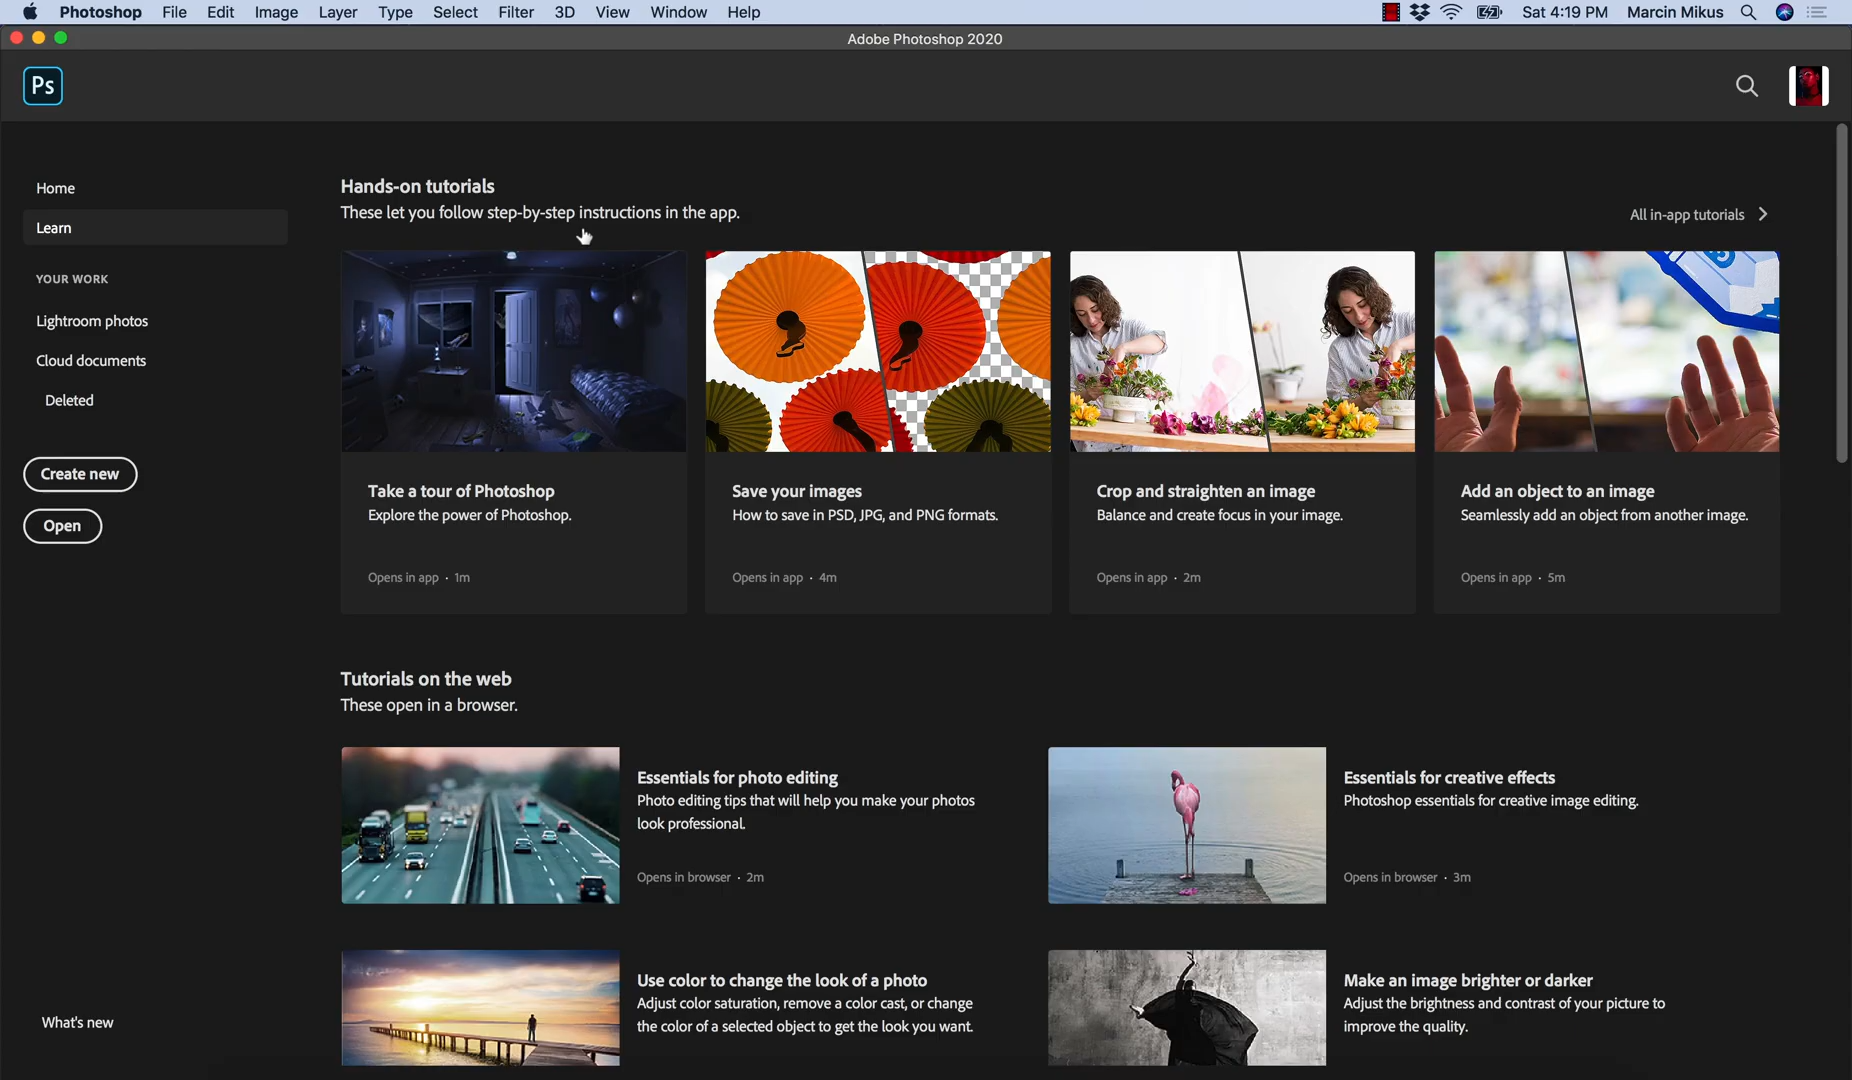 Photoshop File Edit Image Layer Type Select Filter 3D View Window Help Sat 4:19 PM Marcin Mikus
Adobe Photoshop 2020
Ps
Home
Learn
YOUR WORK
Lightroom photos
Cloud documents
Deleted
Create new
Open
What's new
Hands-on tutorials
These let you follow step-by-step instructions in the app.
All in-app tutorials
Take a tour of Photoshop
Explore the power of Photoshop.
Opens in app · 1m
Save your images
How to save in PSD, JPG, and PNG formats.
Opens in app · 4m
Crop and straighten an image
Balance and create focus in your image.
Opens in app · 2m
Add an object to an image
Seamlessly add an object from another image.
Opens in app · 5m
Tutorials on the web
These open in a browser.
Essentials for photo editing
Photo editing tips that will help you make your photos
look professional.
Opens in browser · 2m
Essentials for creative effects
Photoshop essentials for creative image editing.
Opens in browser · 3m
Use color to change the look of a photo
Adjust color saturation, remove a color cast, or change
the color of a selected object to get the look you want.
Make an image brighter or darker
Adjust the brightness and contrast of your picture to
improve the quality.